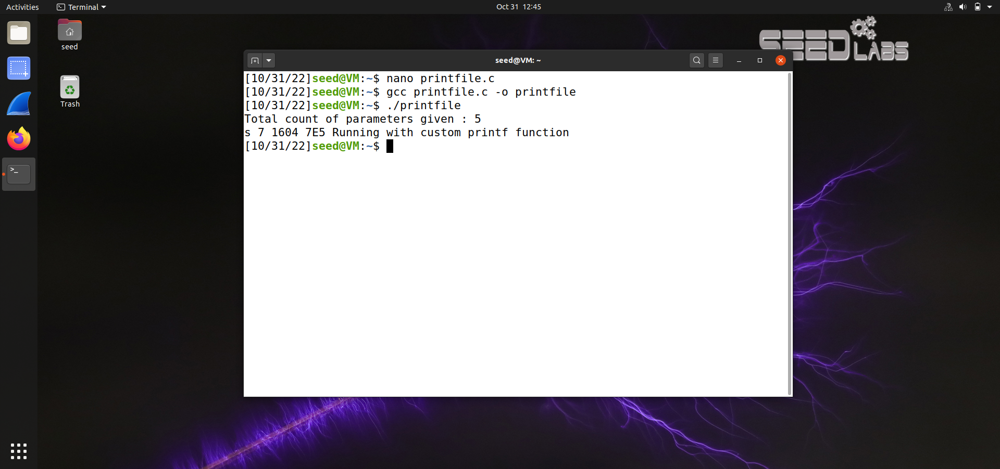 Activities
Terminal
Oct 31 12:45
seed
Trash
SEED LABS
seed@VM: ~
[10/31/22]seed@VM:~$ nano printfile.c
[10/31/22]seed@VM:~$ gcc printfile.c -o printfile
[10/31/22]seed@VM:~$ ./printfile
Total count of parameters given : 5
s 7 1604 7E5 Running with custom printf function
[10/31/22]seed@VM:~$